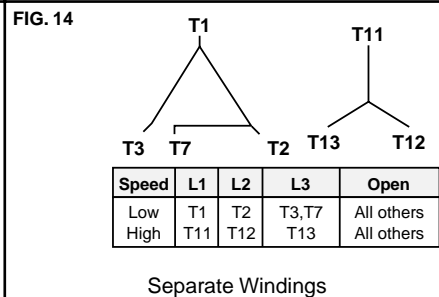 FIG. 14
T1
T11
T3 T7 T2 T13 T12
Speed L1 L2 L3 Open
Low T1 T2 T3,T7 All others
High T11 T12 T13 All others
Separate Windings